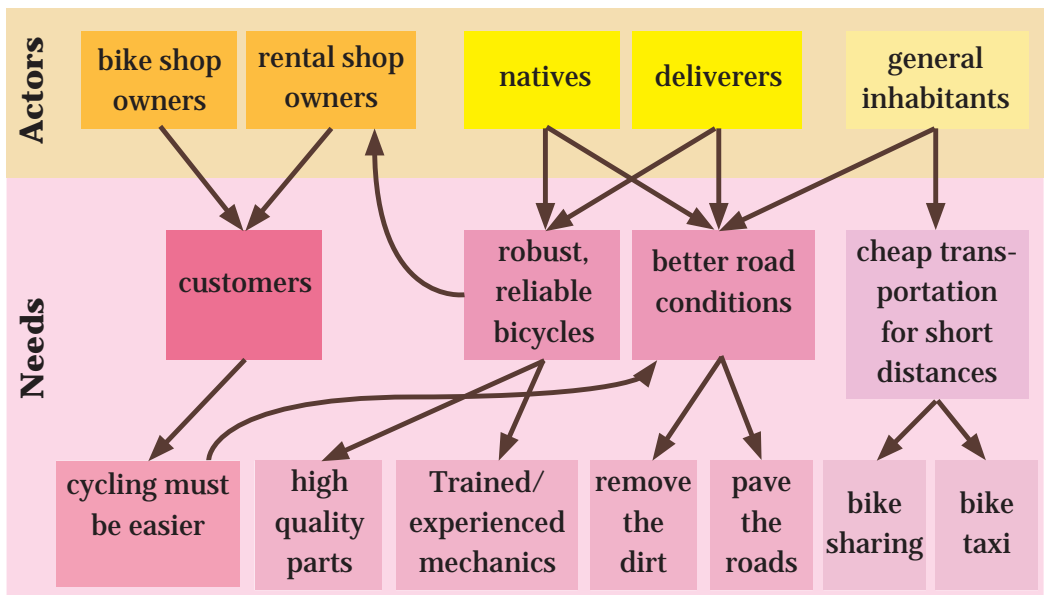 Actors
bike shop
owners
rental shop
owners
natives
deliverers
general
inhabitants
Needs
customers
robust,
reliable
bicycles
better road
conditions
cheap trans-
portation
for short
distances
cycling must
be easier
high
quality
parts
Trained/
experienced
mechanics
remove
the
dirt
pave
the
roads
bike
sharing
bike
taxi